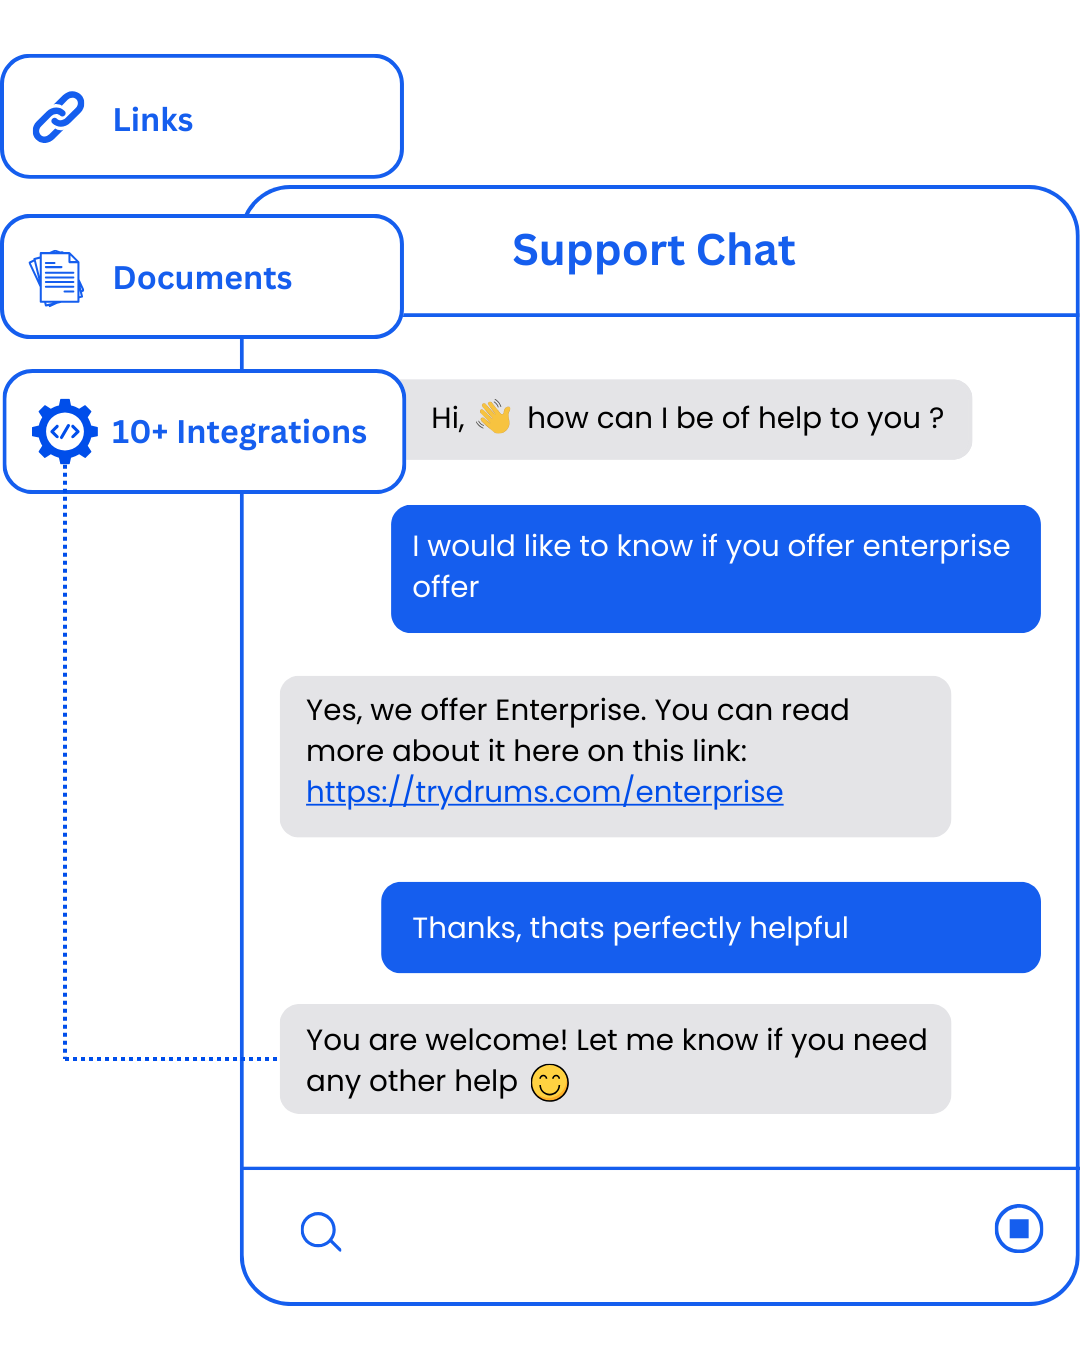 Links
Documents
10+ Integrations
Support Chat
Hi, 👋 how can I be of help to you ?
I would like to know if you offer enterprise
offer
Yes, we offer Enterprise. You can read
more about it here on this link:
https://trydrums.com/enterprise
Thanks, thats perfectly helpful
You are welcome! Let me know if you need
any other help 😊